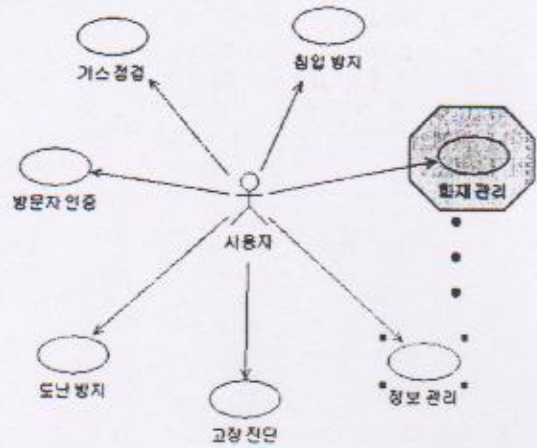 가스 점검
침입 방지
화재 관리
방문자 인증
사용자
도난 방지
정보 관리
고장 진단